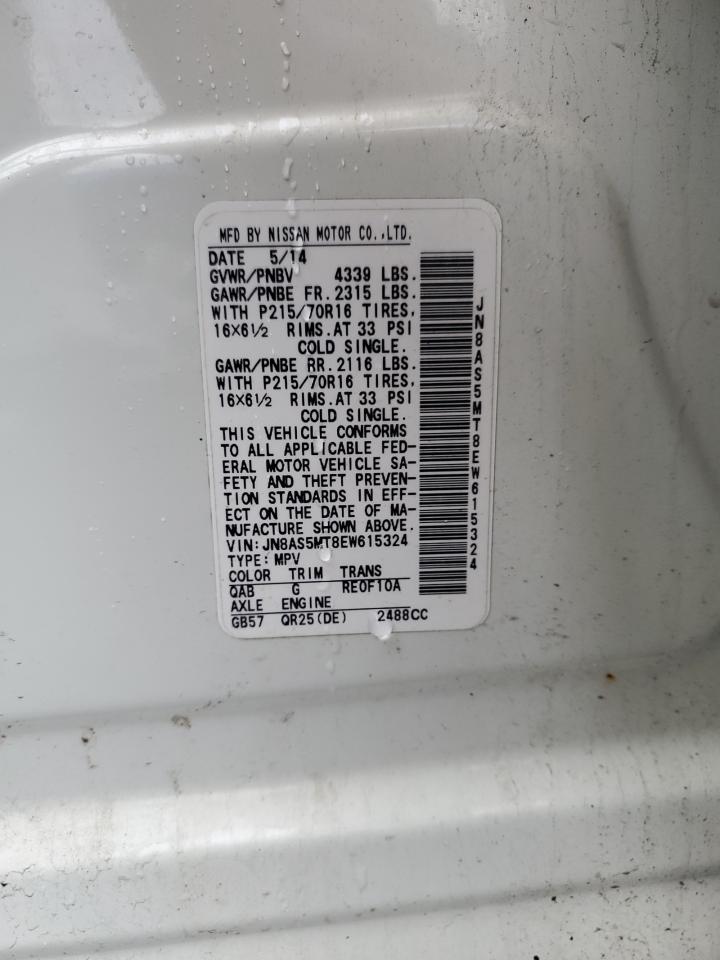 MFD BY NISSAN MOTOR CO.,LTD.
DATE 5/14
GVWR/PNBV 4339 LBS.
GAWR/PNBE FR. 2315 LBS.
WITH P215/70R16 TIRES,
16X6½ RIMS. AT 33 PSI
COLD SINGLE.
GAWR/PNBE RR. 2116 LBS.
WITH P215/70R16 TIRES,
16X6½ RIMS. AT 33 PSI
COLD SINGLE.
THIS VEHICLE CONFORMS
TO ALL APPLICABLE FED-
ERAL MOTOR VEHICLE SA-
FETY AND THEFT PREVEN-
TION STANDARDS IN EFF-
ECT ON THE DATE OF MA-
NUFACTURE SHOWN ABOVE.
VIN: JN8AS5MT8EW615324
TYPE: MPV
COLOR TRIM TRANS
QAB G RE0F10A
AXLE ENGINE
GB57 QR25(DE) 2488CC
JN8AS5MT8EW615324